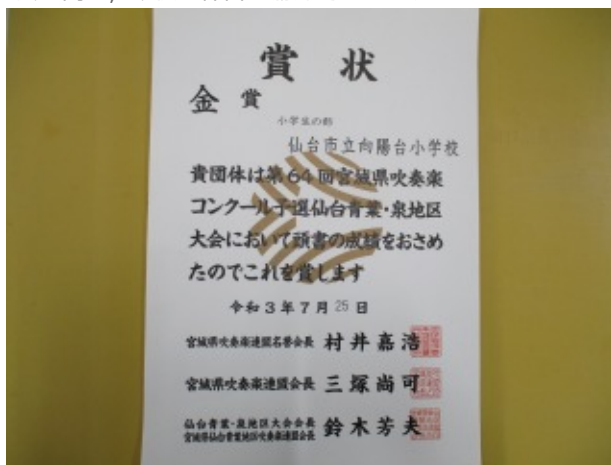 賞状
金賞
小学生の部
仙台市立向陽台小学校
貴団体は第64回宮城県吹奏楽
コンクール予選仙台青葉・泉地区
大会において頭書の成績をおさめ
たのでこれを賞します
令和3年7月25日
宮城県吹奏楽連盟名誉会長 村井嘉浩
宮城県吹奏楽連盟会長 三塚尚可
仙台青葉・泉地区大会会長
宮城県仙台青葉地区吹奏楽連盟会長 鈴木芳夫